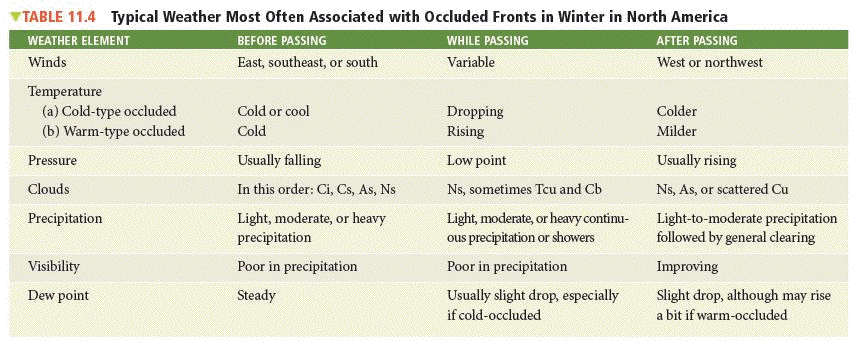 ▼TABLE 11.4 Typical Weather Most Often Associated with Occluded Fronts in Winter in North America
WEATHER ELEMENT BEFORE PASSING WHILE PASSING AFTER PASSING
Winds East, southeast, or south Variable West or northwest
Temperature
(a) Cold-type occluded Cold or cool Dropping Colder
(b) Warm-type occluded Cold Rising Milder
Pressure Usually falling Low point Usually rising
Clouds In this order: Ci, Cs, As, Ns Ns, sometimes Tcu and Cb Ns, As, or scattered Cu
Precipitation Light, moderate, or heavy Light, moderate, or heavy continu- Light-to-moderate precipitation
precipitation ous precipitation or showers followed by general clearing
Visibility Poor in precipitation Poor in precipitation Improving
Dew point Steady Usually slight drop, especially Slight drop, although may rise
if cold-occluded a bit if warm-occluded